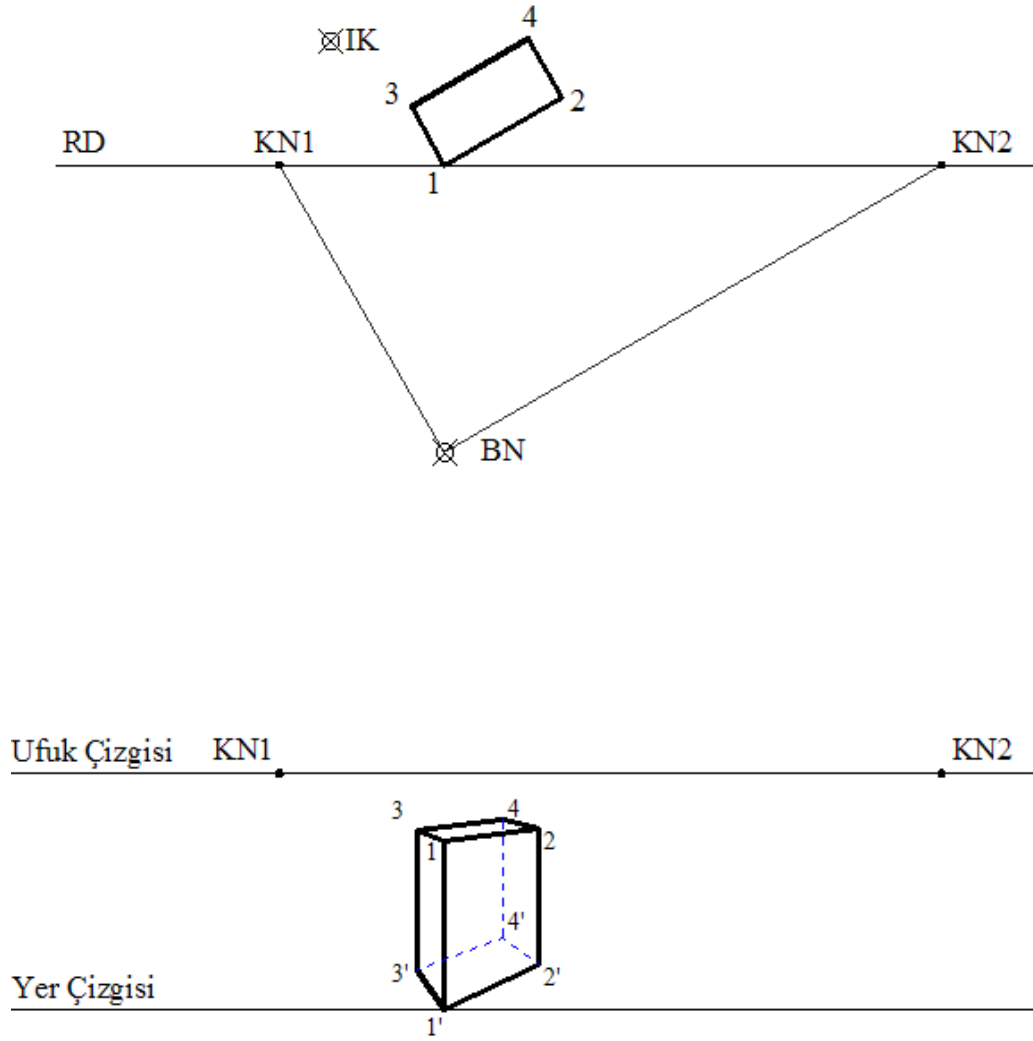 4
IK
3
2
RD
KN1
KN2
1
BN
Ufuk Çizgisi
KN1
KN2
3
4
1
2
4'
3'
2'
Yer Çizgisi
1'